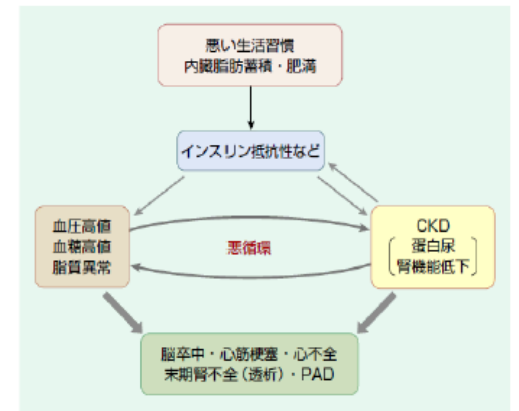 悪い生活習慣
内臓脂肪蓄積・肥満
インスリン抵抗性など
血圧高値
血糖高値
脂質異常
悪循環
CKD
蛋白尿
腎機能低下
脳卒中・心筋梗塞・心不全
末期腎不全(透析)・PAD